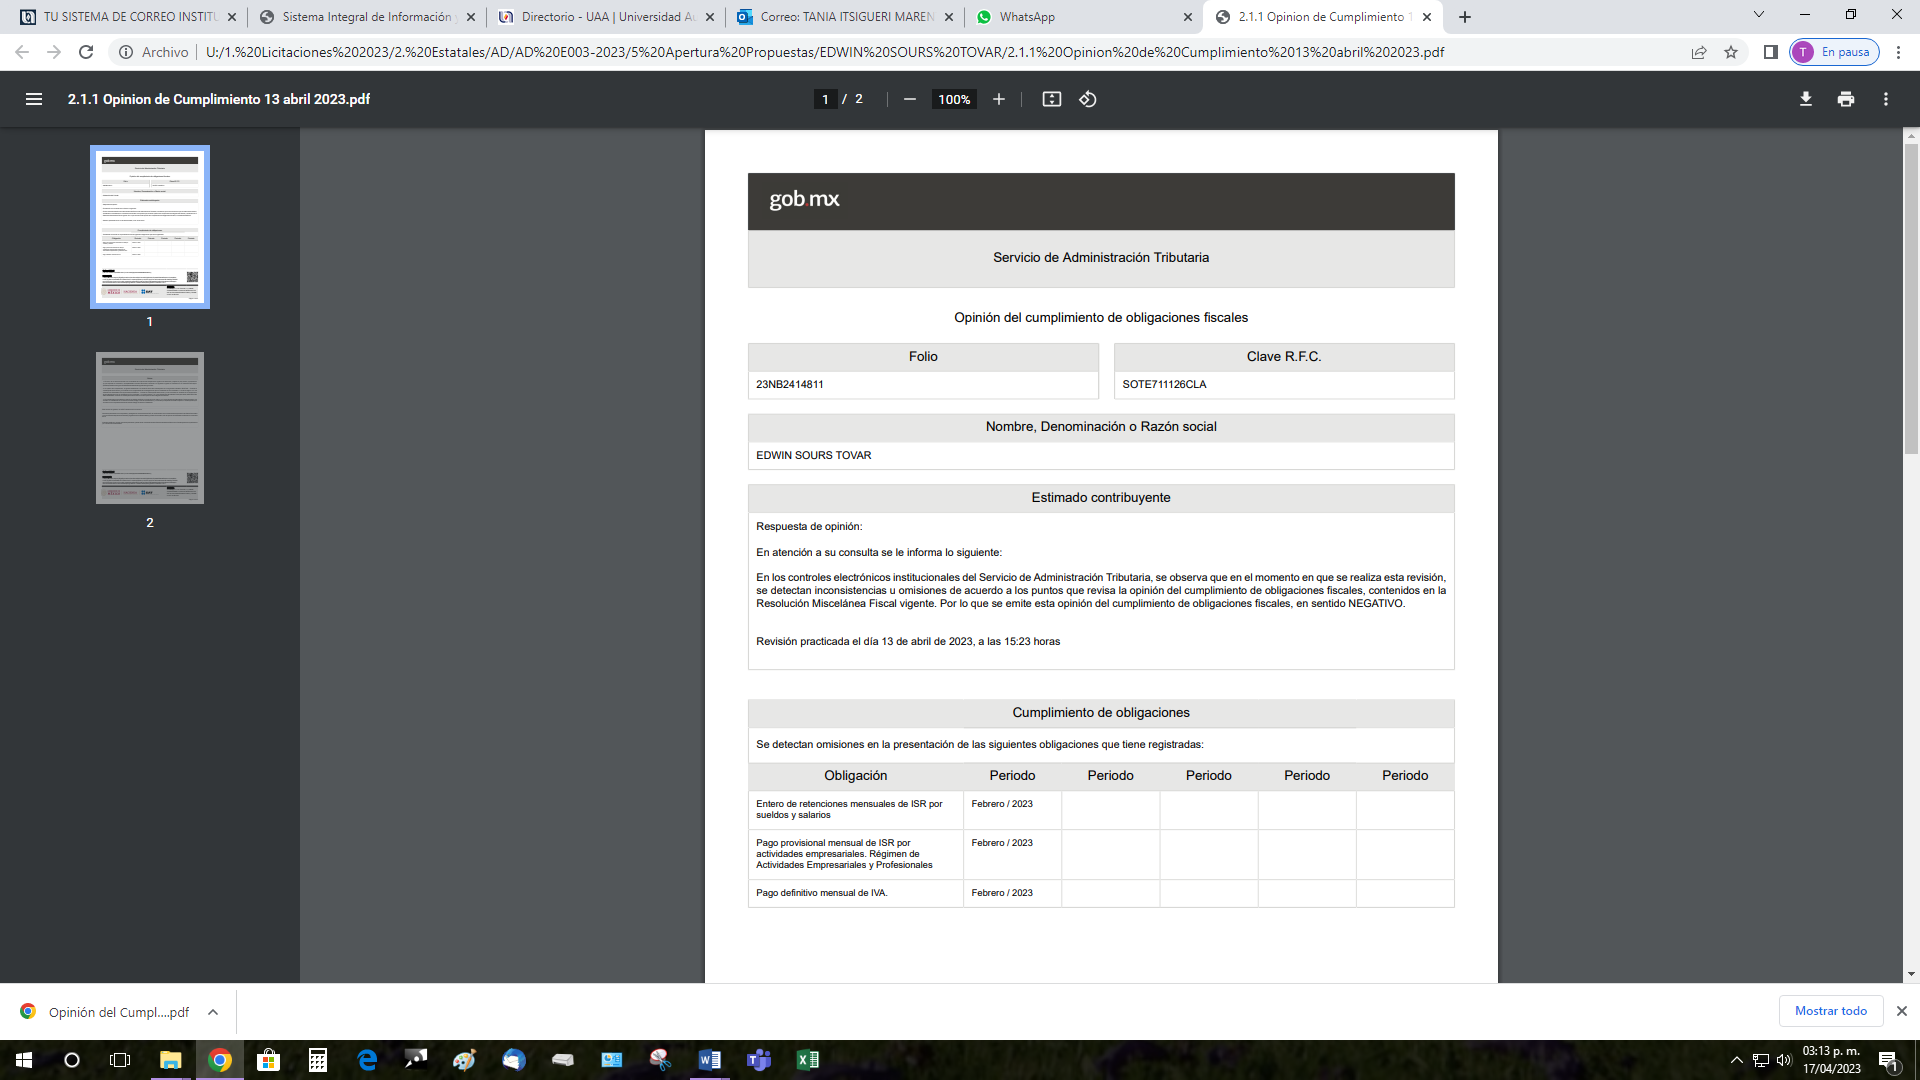 TU SISTEMA DE CORREO INSTITU
Sistema Integral de Información
Directorio - UAA | Universidad Au
Correo: TANIA ITSIGUERI MAREN
WhatsApp
2.1.1 Opinion de Cumplimiento 1
Archivo | U:/1.%20Licitaciones%202023/2.%20Estatales/AD/AD%20E003-2023/5%20Apertura%20Propuestas/EDWIN%20SOURS%20TOVAR/2.1.1%20Opinion%20de%20Cumplimiento%2013%20abril%202023.pdf
T En pausa
2.1.1 Opinion de Cumplimiento 13 abril 2023.pdf
1 / 2
100%
1
2
gob.mx
Servicio de Administración Tributaria
Opinión del cumplimiento de obligaciones fiscales
Folio Clave R.F.C.
23NB2414811 SOTE711126CLA
Nombre, Denominación o Razón social
EDWIN SOURS TOVAR
Estimado contribuyente
Respuesta de opinión:
En atención a su consulta se le informa lo siguiente:
En los controles electrónicos institucionales del Servicio de Administración Tributaria, se observa que en el momento en que se realiza esta revisión,
se detectan inconsistencias u omisiones de acuerdo a los puntos que revisa la opinión del cumplimiento de obligaciones fiscales, contenidos en la
Resolución Miscelánea Fiscal vigente. Por lo que se emite esta opinión del cumplimiento de obligaciones fiscales, en sentido NEGATIVO.
Revisión practicada el día 13 de abril de 2023, a las 15:23 horas
Cumplimiento de obligaciones
Se detectan omisiones en la presentación de las siguientes obligaciones que tiene registradas:
Obligación Periodo Periodo Periodo Periodo Periodo
Entero de retenciones mensuales de ISR por Febrero / 2023
sueldos y salarios
Pago provisional mensual de ISR por Febrero / 2023
actividades empresariales. Régimen de
Actividades Empresariales y Profesionales
Pago definitivo mensual de IVA. Febrero / 2023
Opinión del Cumpl....pdf
Mostrar todo
03:13 p. m.
17/04/2023
1